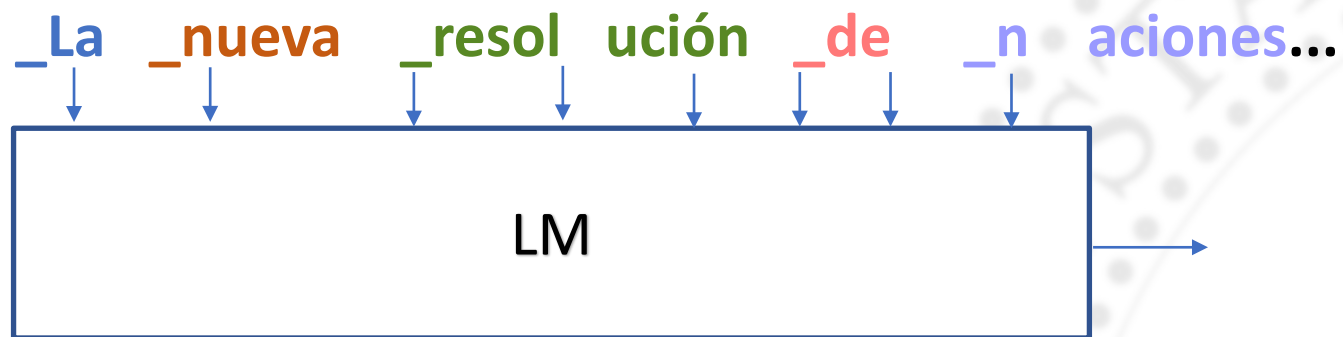 _La _nueva _resol ución _de _n aciones...
LM